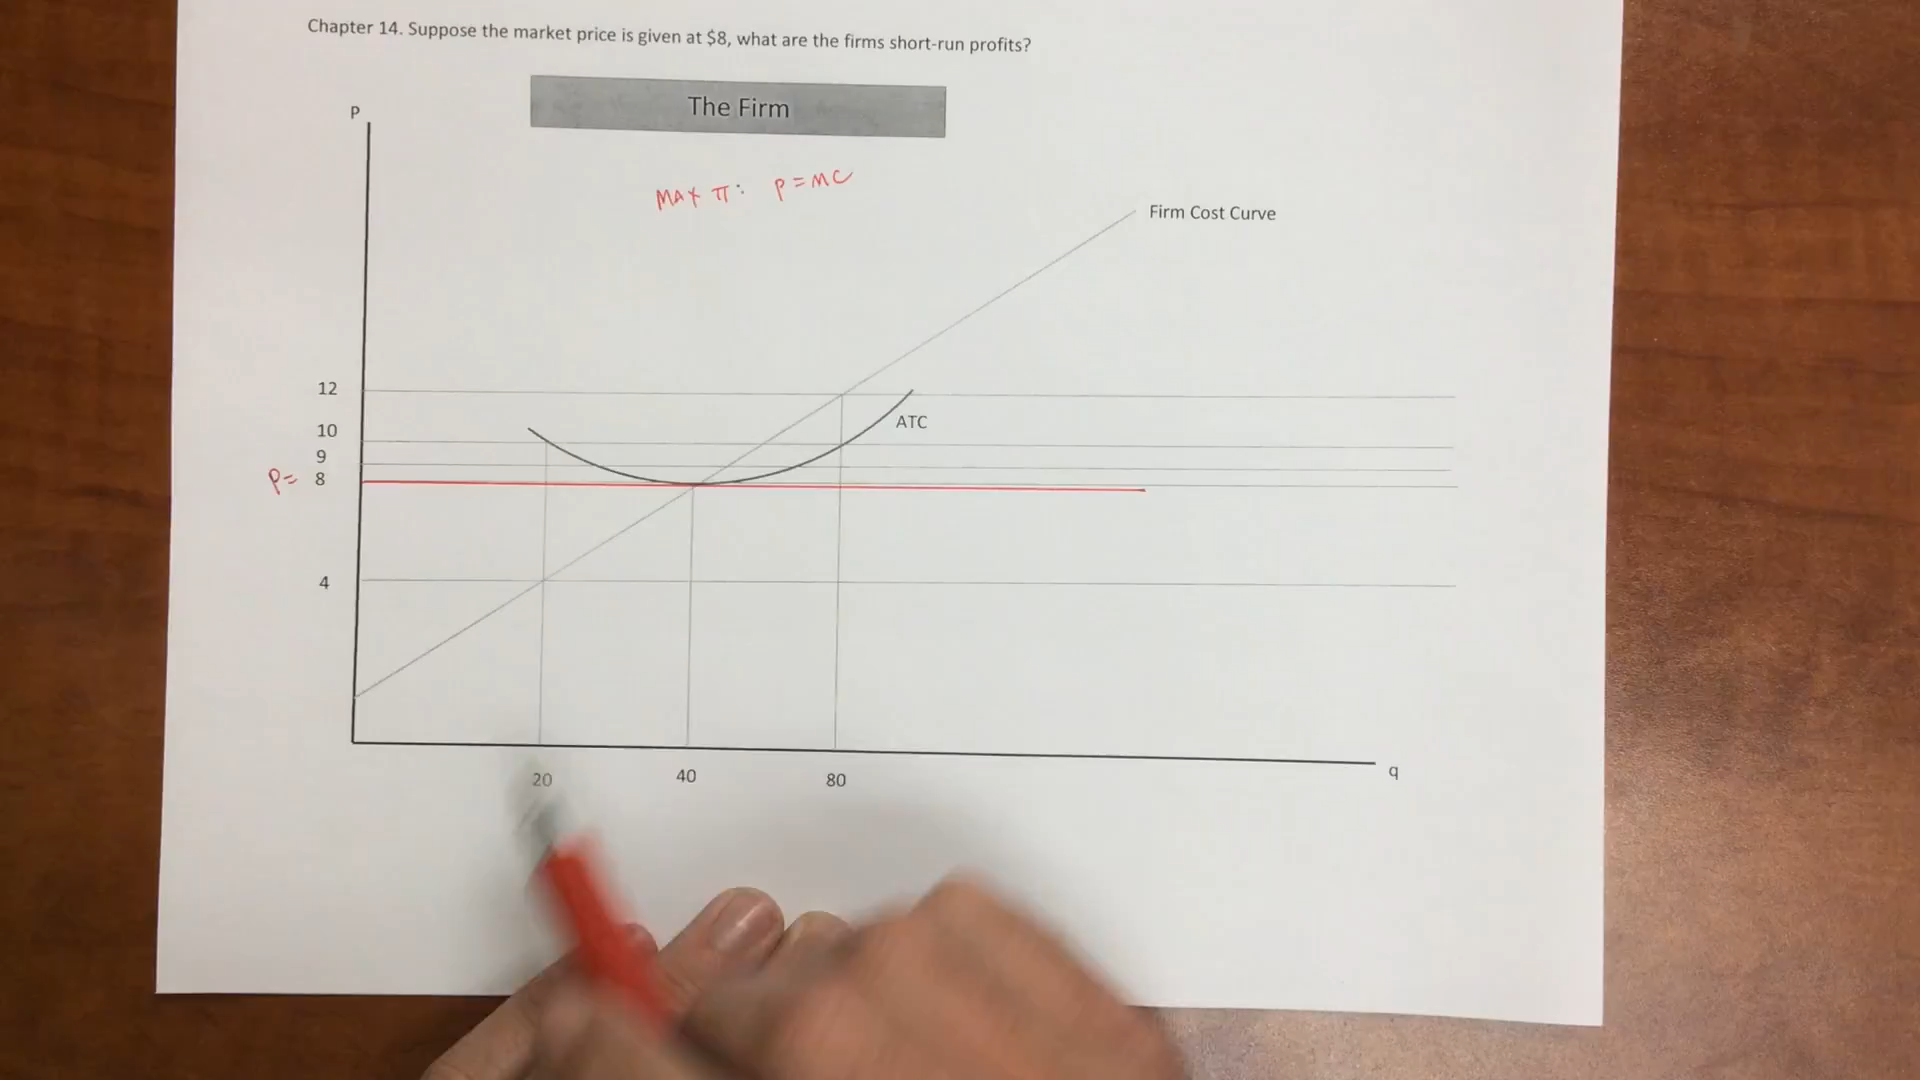 Chapter 14. Suppose the market price is given at $8, what are the firms short-run profits?
The Firm
P
MAX π: P=MC
Firm Cost Curve
12
ATC
10
9
P= 8
4
20 40 80
q